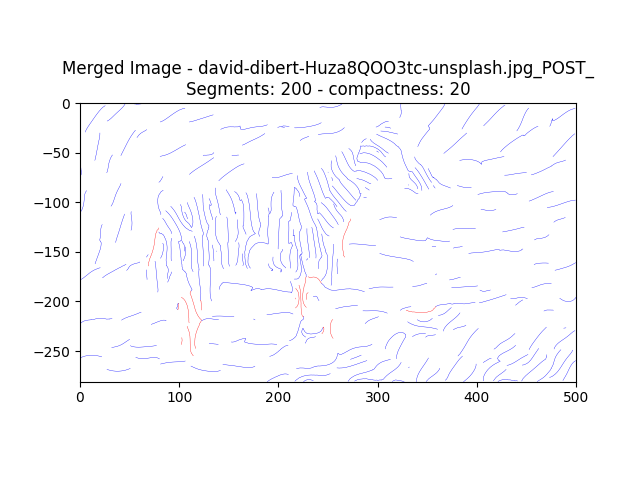 Merged Image - david-dibert-Huza8QOO3tc-unsplash.jpg_POST_
Segments: 200 - compactness: 20
0
−50
−100
−150
−200
−250
0 100 200 300 400 500